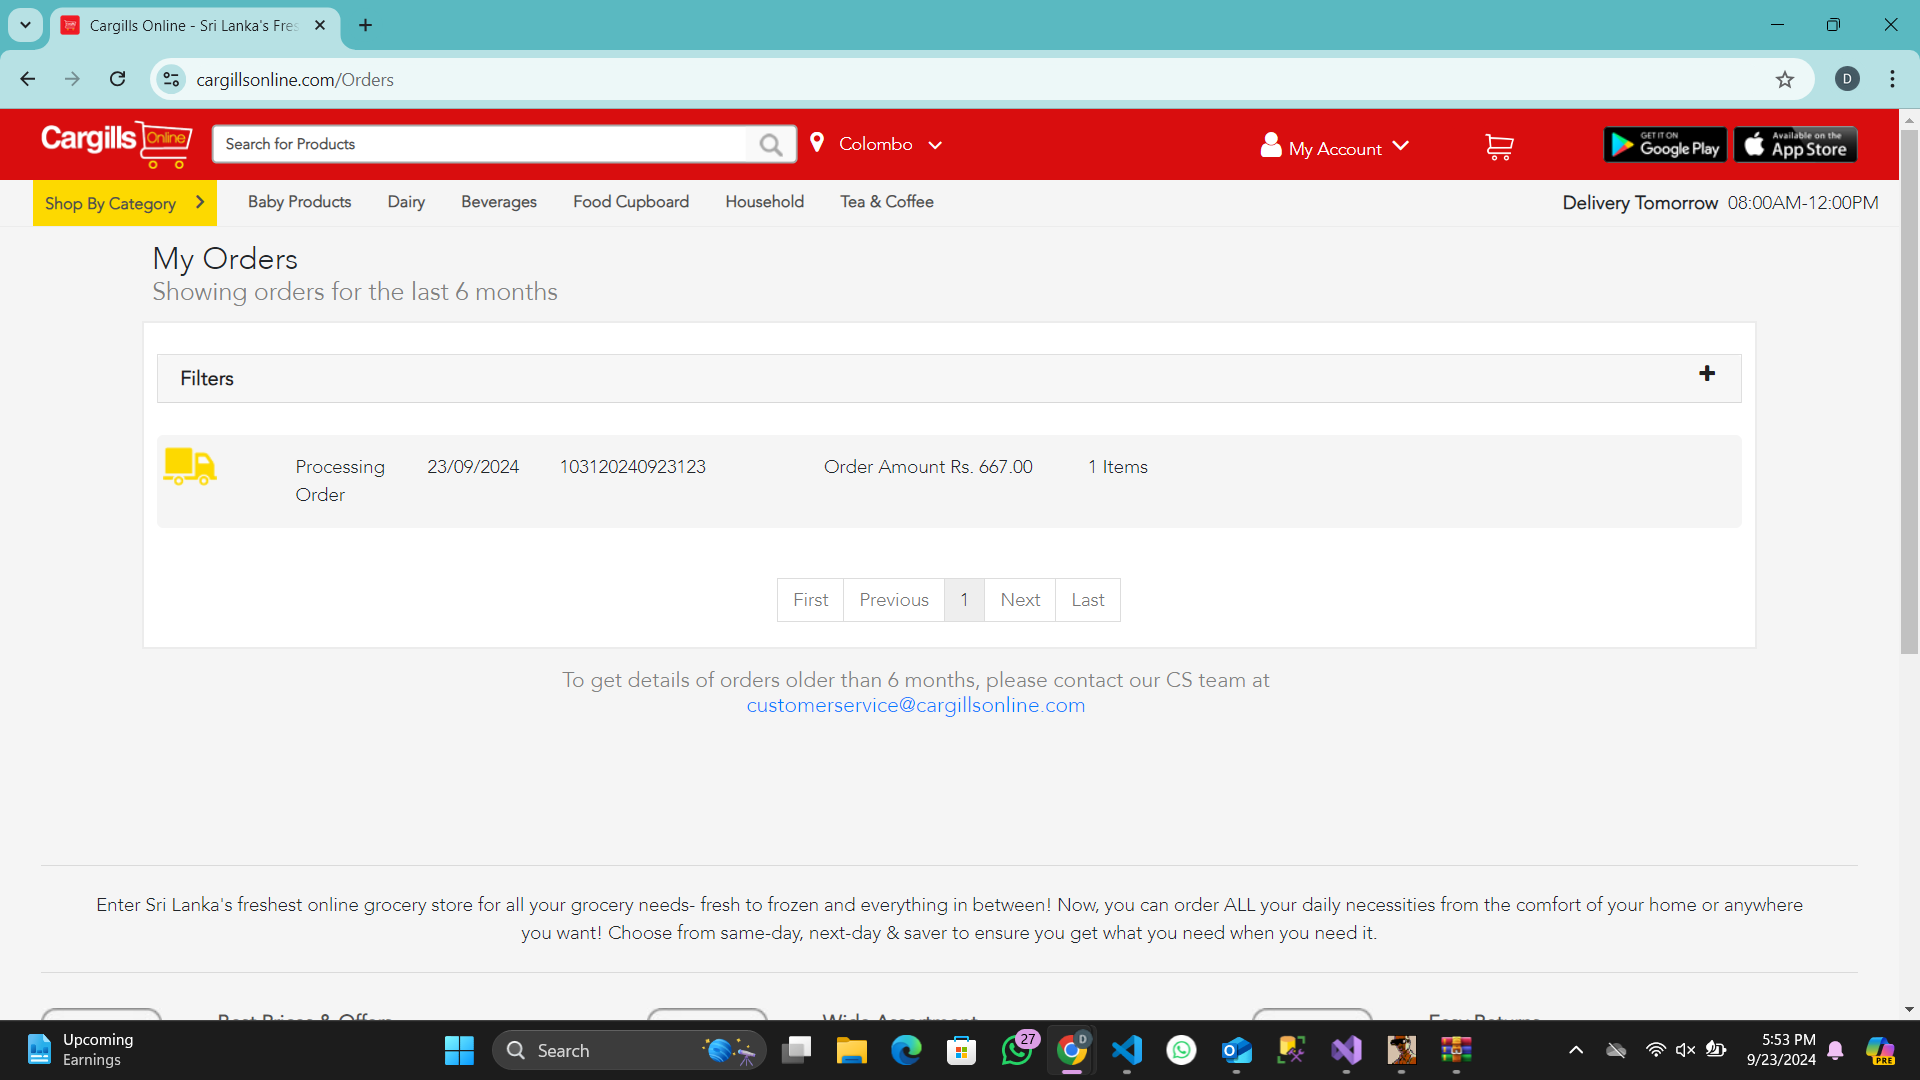 Cargills Online - Sri Lanka's Fres
cargillsonline.com/Orders
D
Cargills Online
Search for Products
Colombo
My Account
GET IT ON
Google Play
Available on the
App Store
Shop By Category
Baby Products
Dairy
Beverages
Food Cupboard
Household
Tea & Coffee
Delivery Tomorrow 08:00AM-12:00PM
My Orders
Showing orders for the last 6 months
Filters
Processing
Order
23/09/2024
103120240923123
Order Amount Rs. 667.00
1 Items
First
Previous
1
Next
Last
To get details of orders older than 6 months, please contact our CS team at
customerservice@cargillsonline.com
Enter Sri Lanka's freshest online grocery store for all your grocery needs- fresh to frozen and everything in between! Now, you can order ALL your daily necessities from the comfort of your home or anywhere
you want! Choose from same-day, next-day & saver to ensure you get what you need when you need it.
Best Prices & Offers
Wide Assortment
Easy Returns
Upcoming
Earnings
Search
27
D
5:53 PM
9/23/2024
PRE